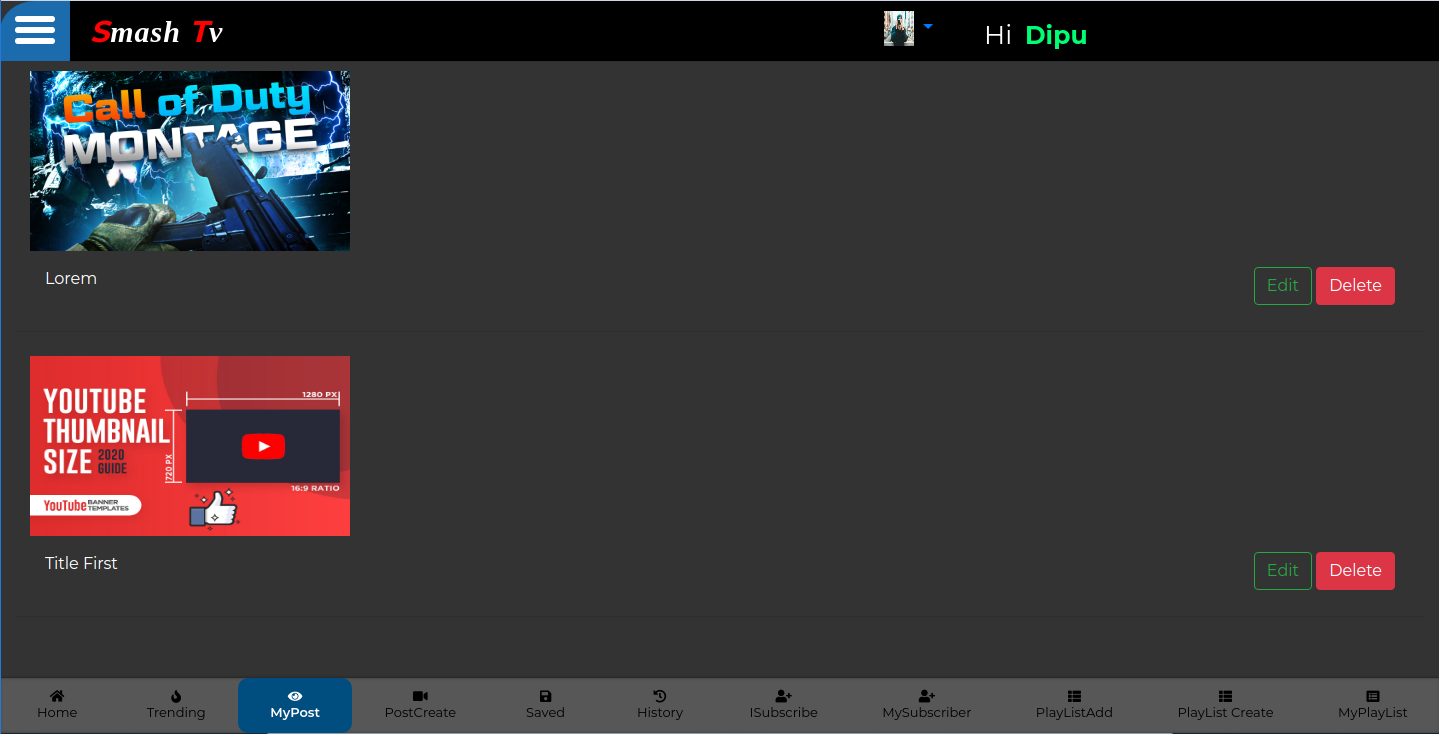 Smash Tv
Hi Dipu
Call of Duty
MONTAGE
Lorem
Edit
Delete
YOUTUBE
THUMBNAIL
SIZE 2020 GUIDE
1280 PX
720 PX
16:9 RATIO
YouTube BANNER TEMPLATES
Title First
Edit
Delete
Home
Trending
MyPost
PostCreate
Saved
History
ISubscribe
MySubscriber
PlayListAdd
PlayList Create
MyPlayList